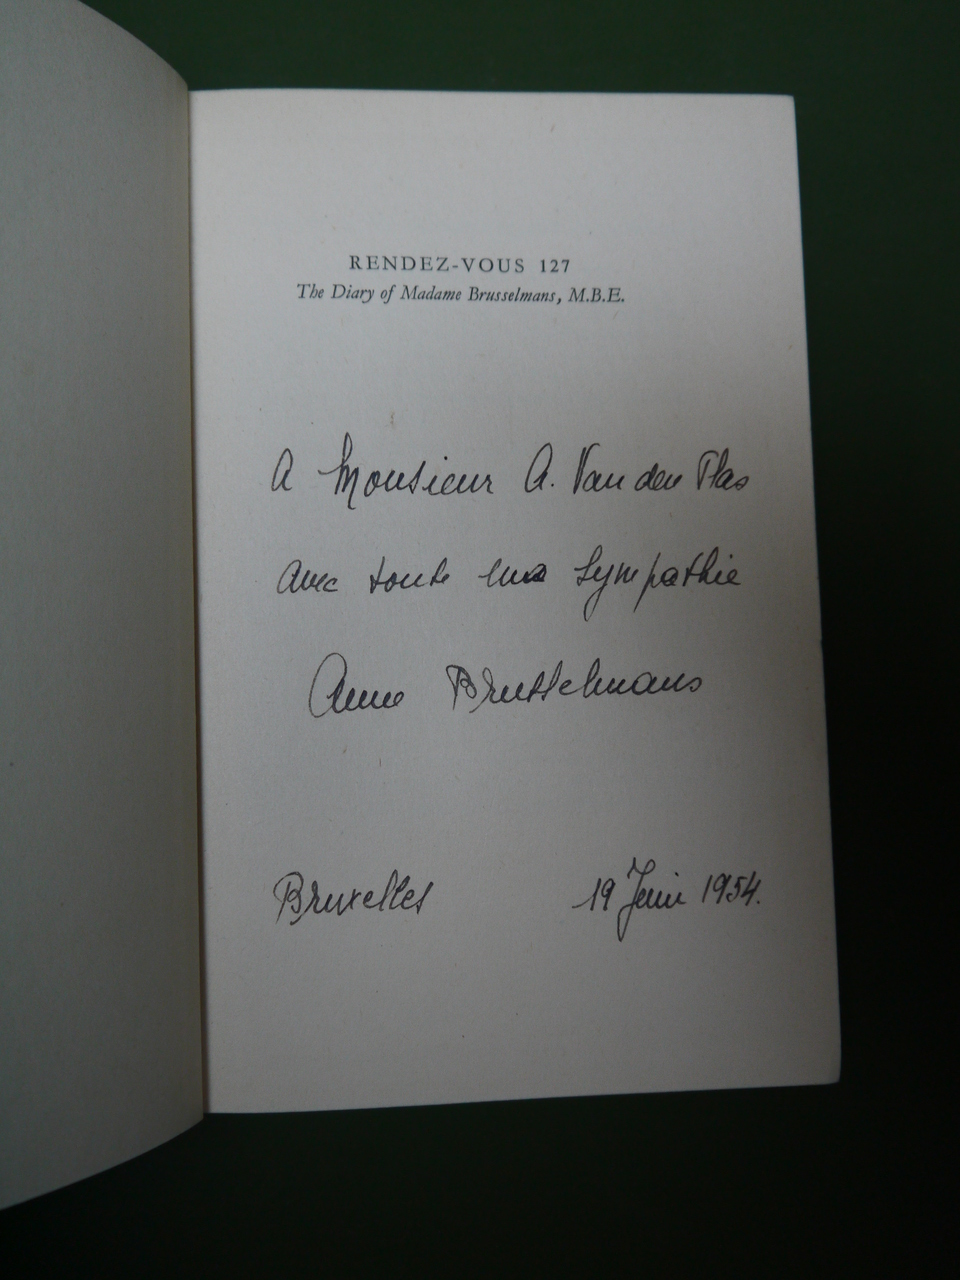 RENDEZ-VOUS 127
The Diary of Madame Brusselmans, M.B.E.
A Monsieur A. Van den Plas
avec toute ma sympathie
Anne Brusselmans
Bruxelles 19 Juin 1954.